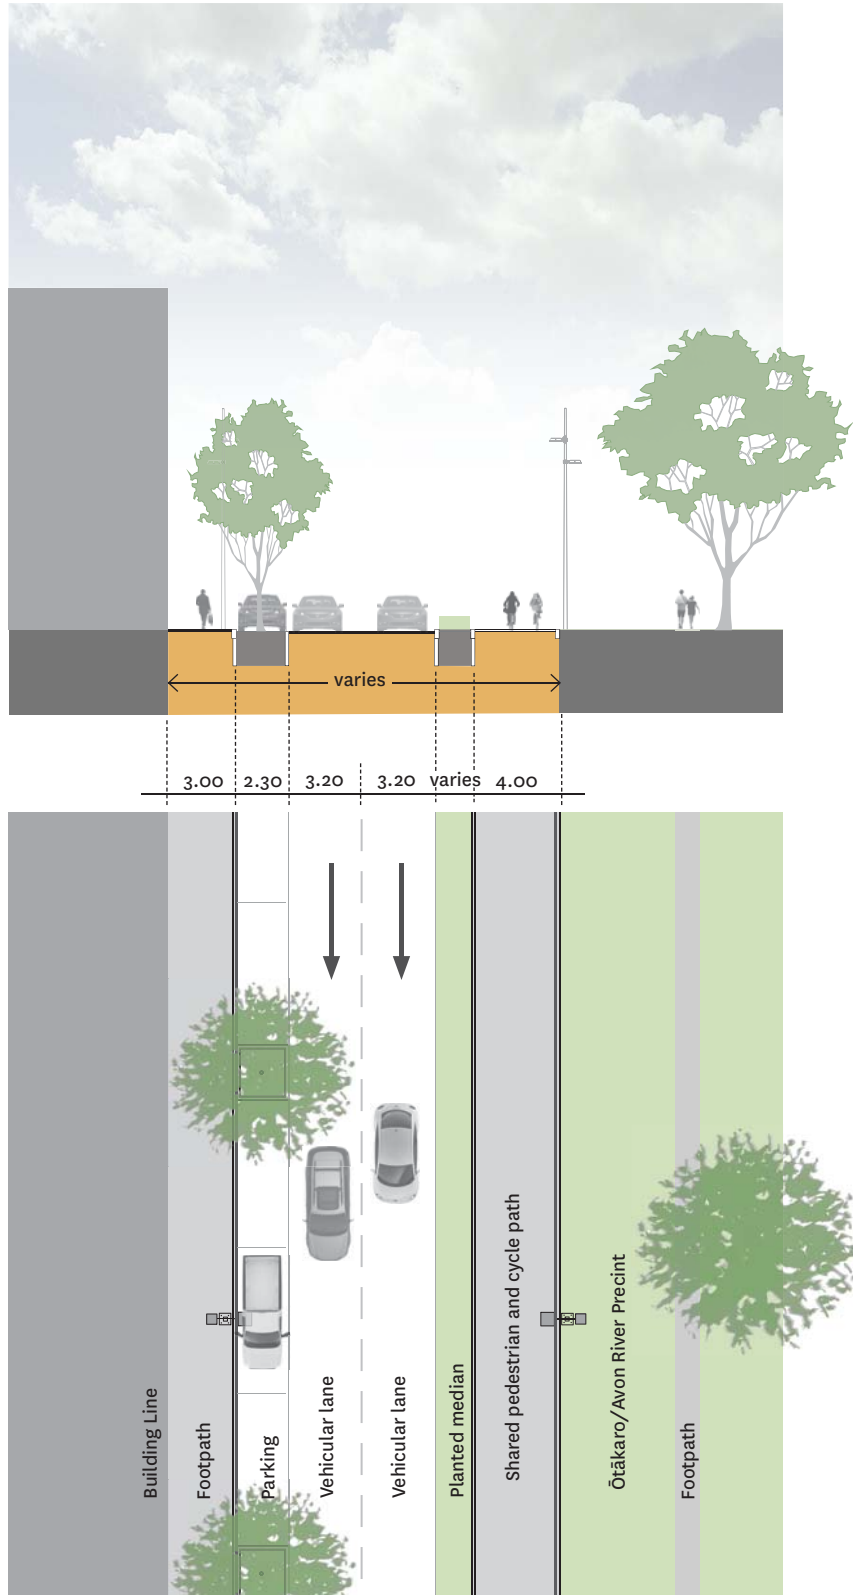 varies
3.00 2.30 3.20 3.20 varies 4.00
Building Line
Footpath
Parking
Vehicular lane
Vehicular lane
Planted median
Shared pedestrian and cycle path
Ōtākaro/Avon River Precint
Footpath